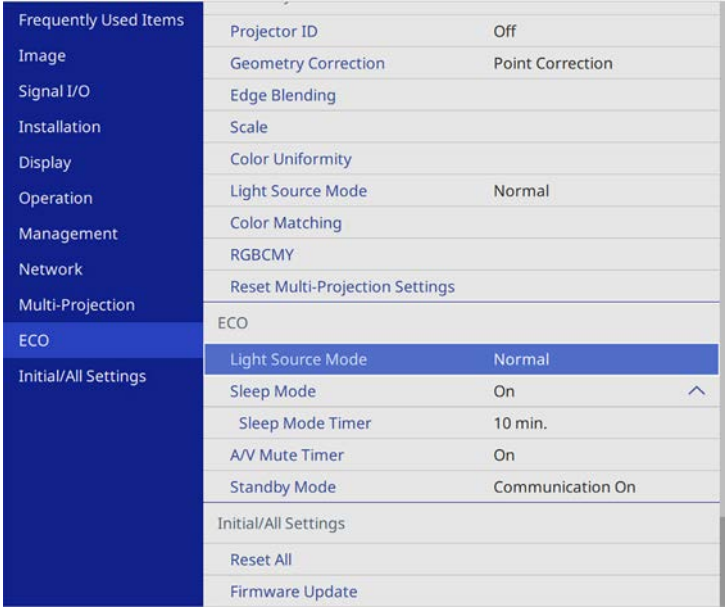 Frequently Used Items
Image
Signal I/O
Installation
Display
Operation
Management
Network
Multi-Projection
ECO
Initial/All Settings
Projector ID Off
Geometry Correction Point Correction
Edge Blending
Scale
Color Uniformity
Light Source Mode Normal
Color Matching
RGBCMY
Reset Multi-Projection Settings
ECO
Light Source Mode Normal
Sleep Mode On
Sleep Mode Timer 10 min.
A/V Mute Timer On
Standby Mode Communication On
Initial/All Settings
Reset All
Firmware Update